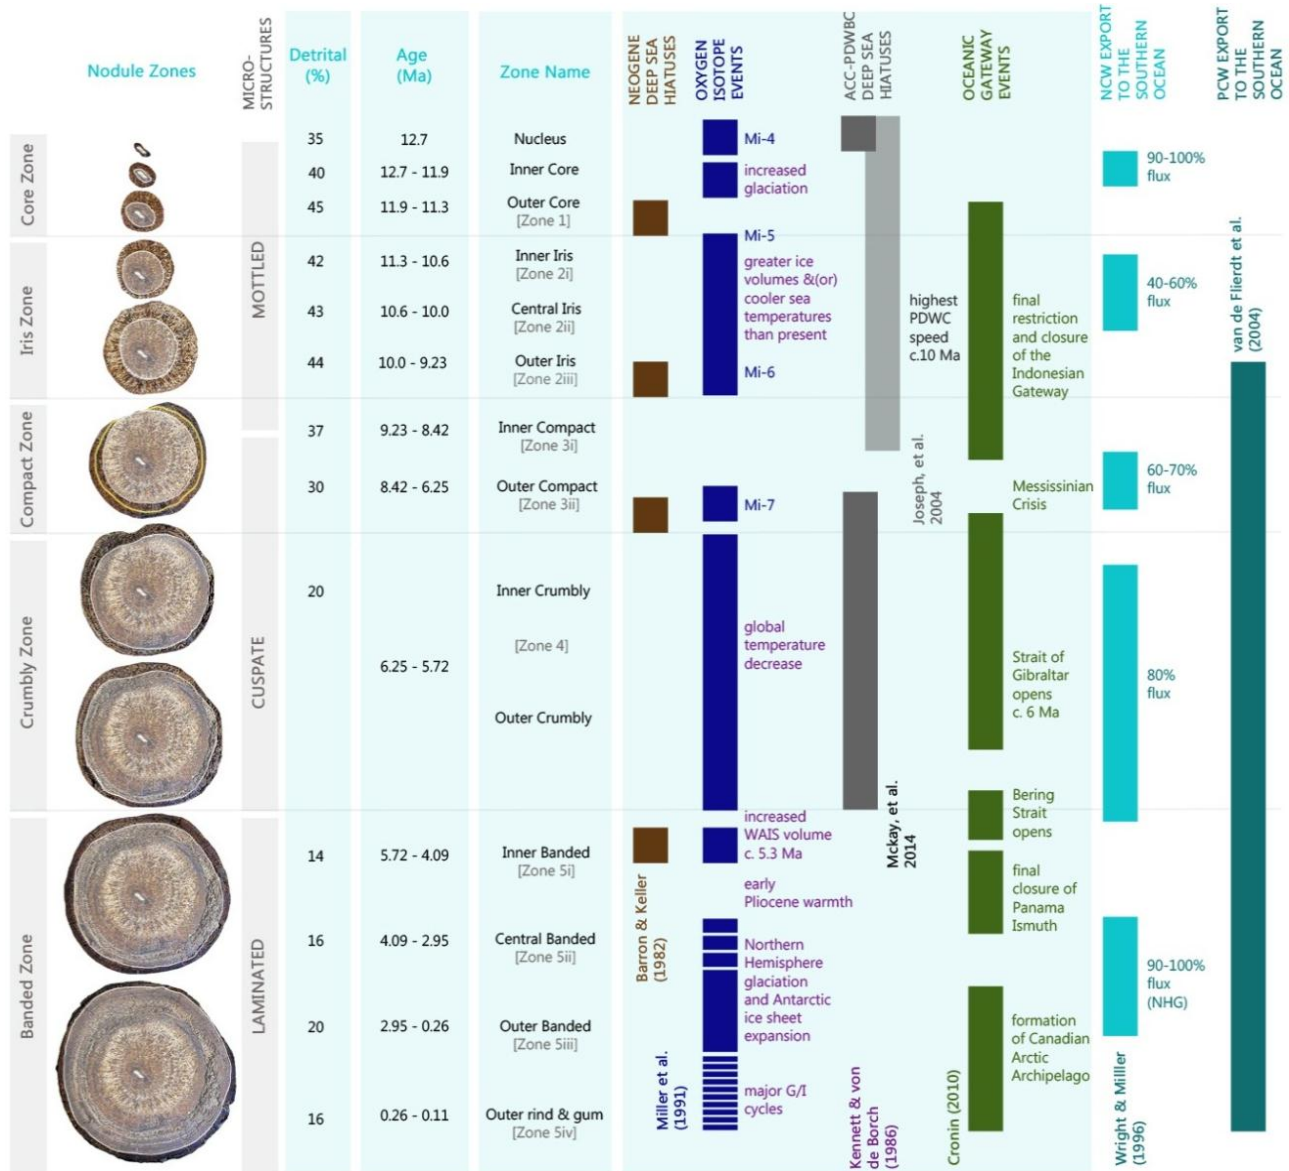 Nodule Zones
MICRO-
STRUCTURES
Detrital
(%)
Age
(Ma)
Zone Name
NEOGENE
DEEP SEA
HIATUSES
OXYGEN
ISOTOPE
EVENTS
ACC-PDWBC
DEEP SEA
HIATUSES
OCEANIC
GATEWAY
EVENTS
NCW EXPORT
TO THE
SOUTHERN
OCEAN
PCW EXPORT
TO THE
SOUTHERN
OCEAN
Core Zone
Iris Zone
Compact Zone
Crumbly Zone
Banded Zone
MOTTLED
CUSPATE
LAMINATED
35
12.7
Nucleus
40
12.7 - 11.9
Inner Core
45
11.9 - 11.3
Outer Core
[Zone 1]
42
11.3 - 10.6
Inner Iris
[Zone 2i]
43
10.6 - 10.0
Central Iris
[Zone 2ii]
44
10.0 - 9.23
Outer Iris
[Zone 2iii]
37
9.23 - 8.42
Inner Compact
[Zone 3i]
30
8.42 - 6.25
Outer Compact
[Zone 3ii]
20
Inner Crumbly
[Zone 4]
6.25 - 5.72
Outer Crumbly
14
5.72 - 4.09
Inner Banded
[Zone 5i]
16
4.09 - 2.95
Central Banded
[Zone 5ii]
20
2.95 - 0.26
Outer Banded
[Zone 5iii]
16
0.26 - 0.11
Outer rind & gum
[Zone 5iv]
Barron & Keller
(1982)
Mi-4
increased
glaciation
Mi-5
greater ice
volumes &(or)
cooler sea
temperatures
than present
Mi-6
Mi-7
global
temperature
decrease
increased
WAIS volume
c. 5.3 Ma
early
Pliocene warmth
Northern
Hemisphere
glaciation
and Antarctic
ice sheet
expansion
major G/I
cycles
Miller et al.
(1991)
highest
PDWC
speed
c.10 Ma
Joseph, et al.
2004
Mckay, et al.
2014
Kennett & von
de Borch
(1986)
final
restriction
and closure
of the
Indonesian
Gateway
Messissinian
Crisis
Strait of
Gibraltar
opens
c. 6 Ma
Bering
Strait
opens
final
closure of
Panama
Ismuth
formation
of Canadian
Arctic
Archipelago
Cronin (2010)
90-100%
flux
40-60%
flux
60-70%
flux
80%
flux
90-100%
flux
(NHG)
Wright & Milller
(1996)
van de Flierdt et al.
(2004)